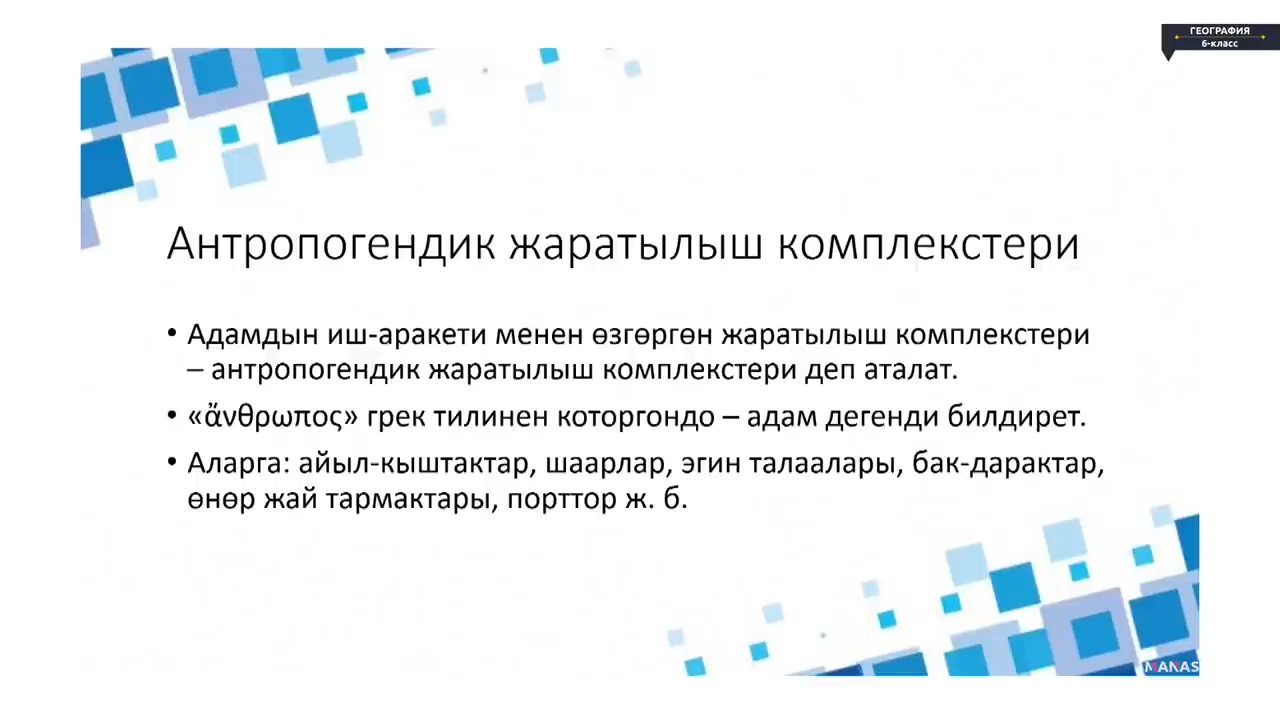 ГЕОГРАФИЯ
6-класс
Антропогендик жаратылыш комплекстери
• Адамдын иш-аракети менен өзгөргөн жаратылыш комплекстери
– антропогендик жаратылыш комплекстери деп аталат.
• «ἄνθρωπος» грек тилинен которгондо – адам дегенди билдирет.
• Аларга: айыл-кыштактар, шаарлар, эгин талаалары, бак-дарактар,
өнөр жай тармактары, порттор ж. б.
MANAS